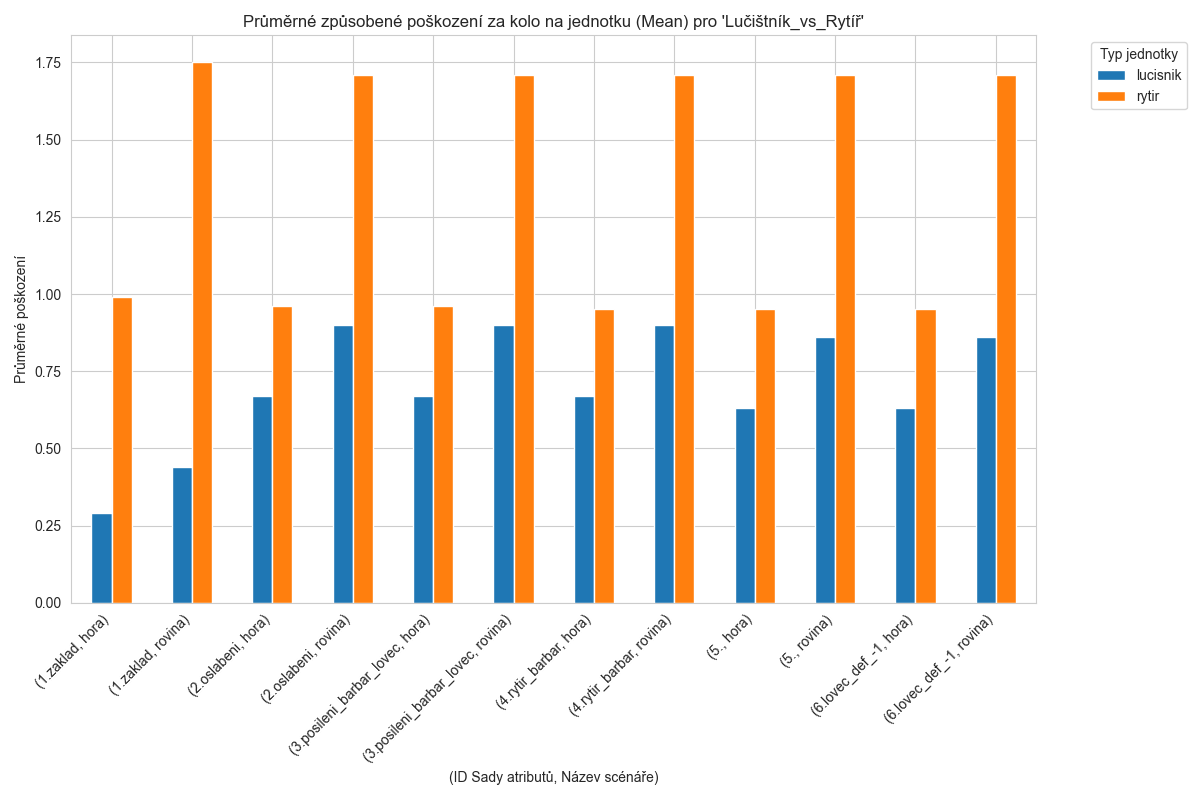 Průměrné způsobené poškození za kolo na jednotku (Mean) pro 'Lučištník_vs_Rytíř'
Typ jednotky
lucisnik
rytir
Průměrné poškození
1.75
1.50
1.25
1.00
0.75
0.50
0.25
0.00
(1.zaklad, hora)
(1.zaklad, rovina)
(2.oslabeni, hora)
(2.oslabeni, rovina)
(3.posileni_barbar_lovec, hora)
(3.posileni_barbar_lovec, rovina)
(4.rytir_barbar, hora)
(4.rytir_barbar, rovina)
(5., hora)
(5., rovina)
(6.lovec_def_-1, hora)
(6.lovec_def_-1, rovina)
(ID Sady atributů, Název scénáře)